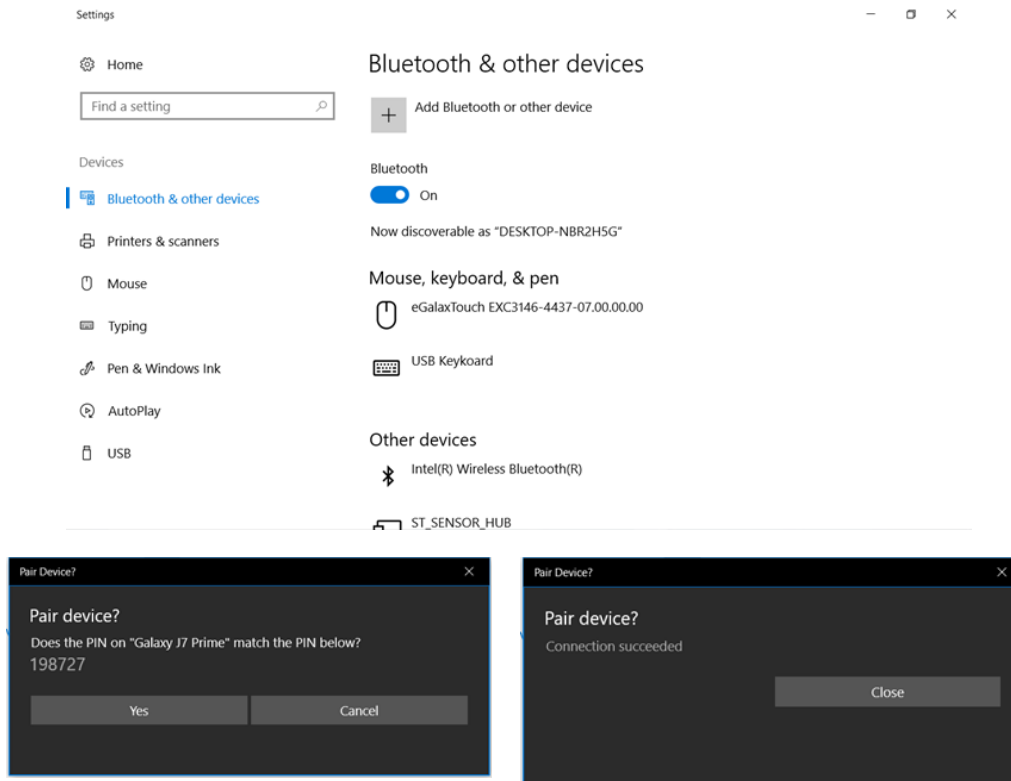 Settings
Home
Find a setting
Devices
Bluetooth & other devices
Printers & scanners
Mouse
Typing
Pen & Windows Ink
AutoPlay
USB
Bluetooth & other devices
Add Bluetooth or other device
Bluetooth
On
Now discoverable as “DESKTOP-NBR2H5G”
Mouse, keyboard, & pen
eGalaxTouch EXC3146-4437-07.00.00.00
USB Keykoard
Other devices
Intel(R) Wireless Bluetooth(R)
ST_SENSOR_HUB
Pair Device?
Pair device?
Does the PIN on "Galaxy J7 Prime" match the PIN below?
198727
Yes
Cancel
Pair Device?
Pair device?
Connection succeeded
Close